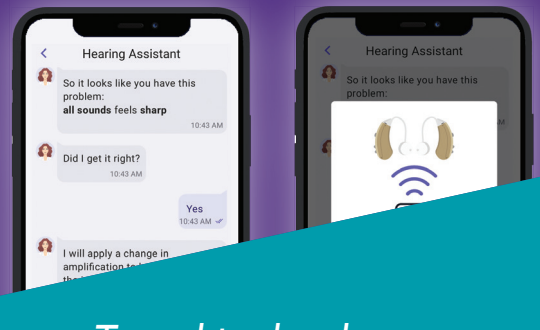 Hearing Assistant
So it looks like you have this
problem:
all sounds feels sharp
10:43 AM
Did I get it right?
10:43 AM
Yes
10:43 AM
I will apply a change in
amplification
Hearing Assistant
So it looks like you have this
problem: